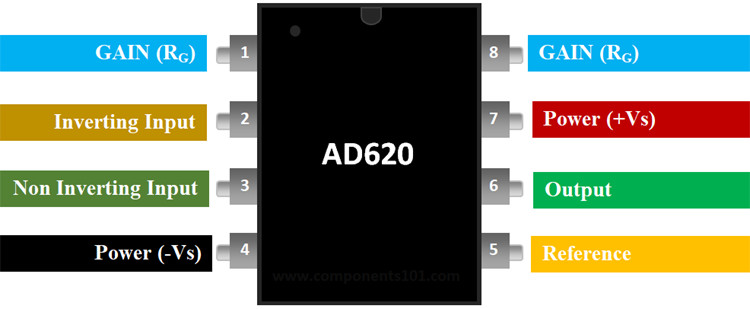 GAIN (RG) 1 8 GAIN (RG)
Inverting Input 2 7 Power (+Vs)
AD620
Non Inverting Input 3 6 Output
Power (-Vs) 4 5 Reference
www.components101.com